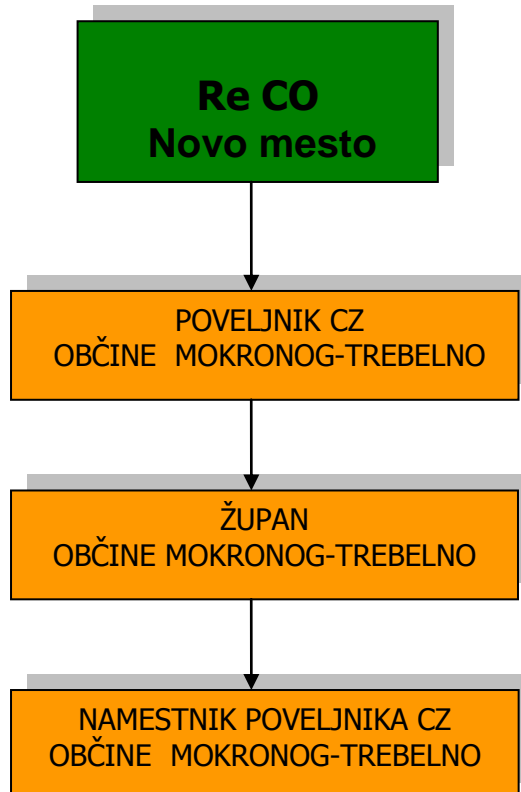 Re CO
Novo mesto
POVELJNIK CZ
OBČINE MOKRONOG-TREBELNO
ŽUPAN
OBČINE MOKRONOG-TREBELNO
NAMESTNIK POVELJNIKA CZ
OBČINE MOKRONOG-TREBELNO